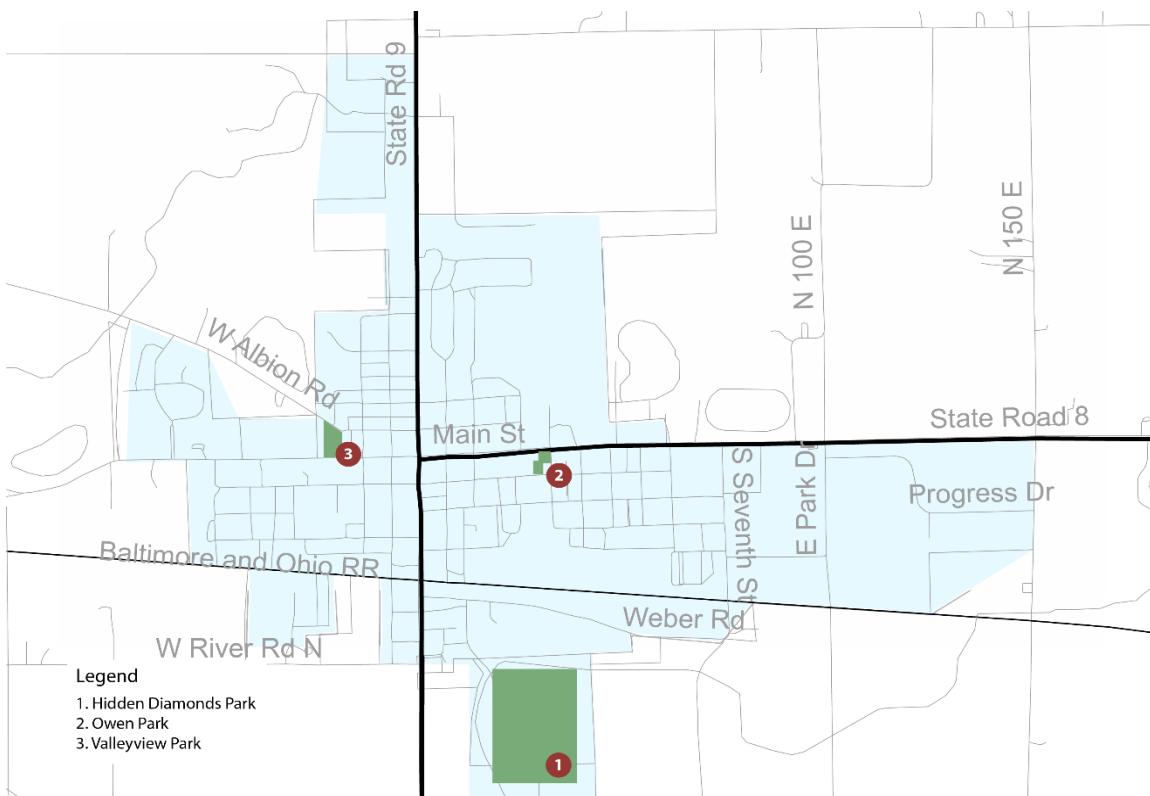 State Rd 9
N 150 E
N 100 E
W Albion Rd
State Road 8
Main St
3
2
S Seventh St
E Park Dr
Progress Dr
Baltimore and Ohio RR
Weber Rd
W River Rd N
Legend
1. Hidden Diamonds Park
2. Owen Park
3. Valleyview Park
1